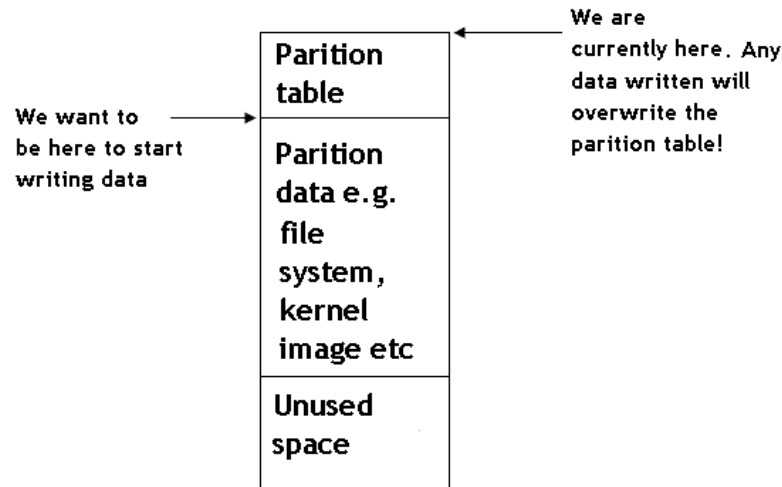 We are
currently here. Any
data written will
overwrite the
parition table!
Parition
table
We want to
be here to start
writing data
Parition
data e.g.
file
system,
kernel
image etc
Unused
space